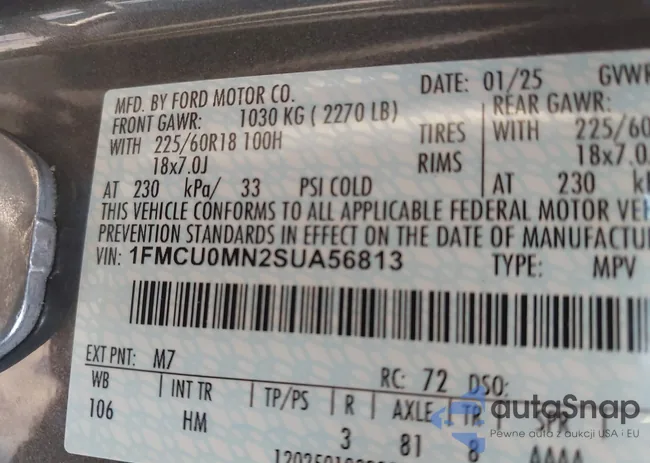 MFD. BY FORD MOTOR CO. DATE: 01/25 GVWR
FRONT GAWR: 1030 KG ( 2270 LB) REAR GAWR:
WITH 225/60R18 100H TIRES WITH 225/60
18x7.0J RIMS 18x7.0J
AT 230 kPa/ 33 PSI COLD AT 230
THIS VEHICLE CONFORMS TO ALL APPLICABLE FEDERAL MOTOR VEH
PREVENTION STANDARDS IN EFFECT ON THE DATE OF MANUFACTU
VIN: 1FMCU0MN2SUA56813 TYPE: MPV
EXT PNT: M7 RC: 72 DSO:
WB INT TR TP/PS R AXLE TR SPR
106 HM 3 81 8 AAAA
autoSnap
Pewne auta z aukcji USA i EU